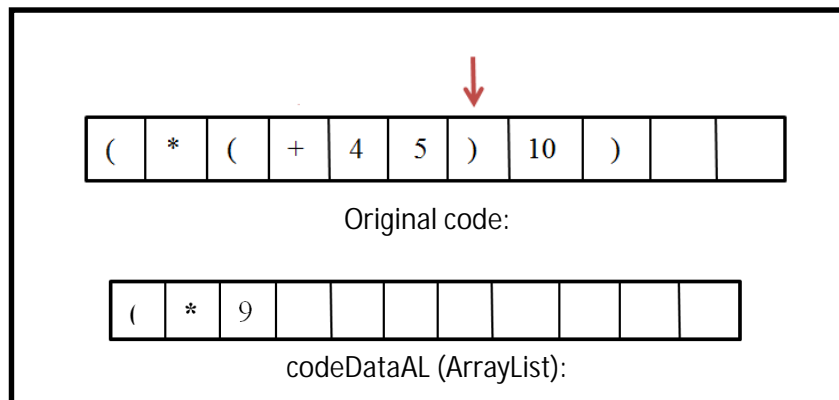 ( * ( + 4 5 ) 10 )
Original code:
( * 9
codeDataAL (ArrayList):